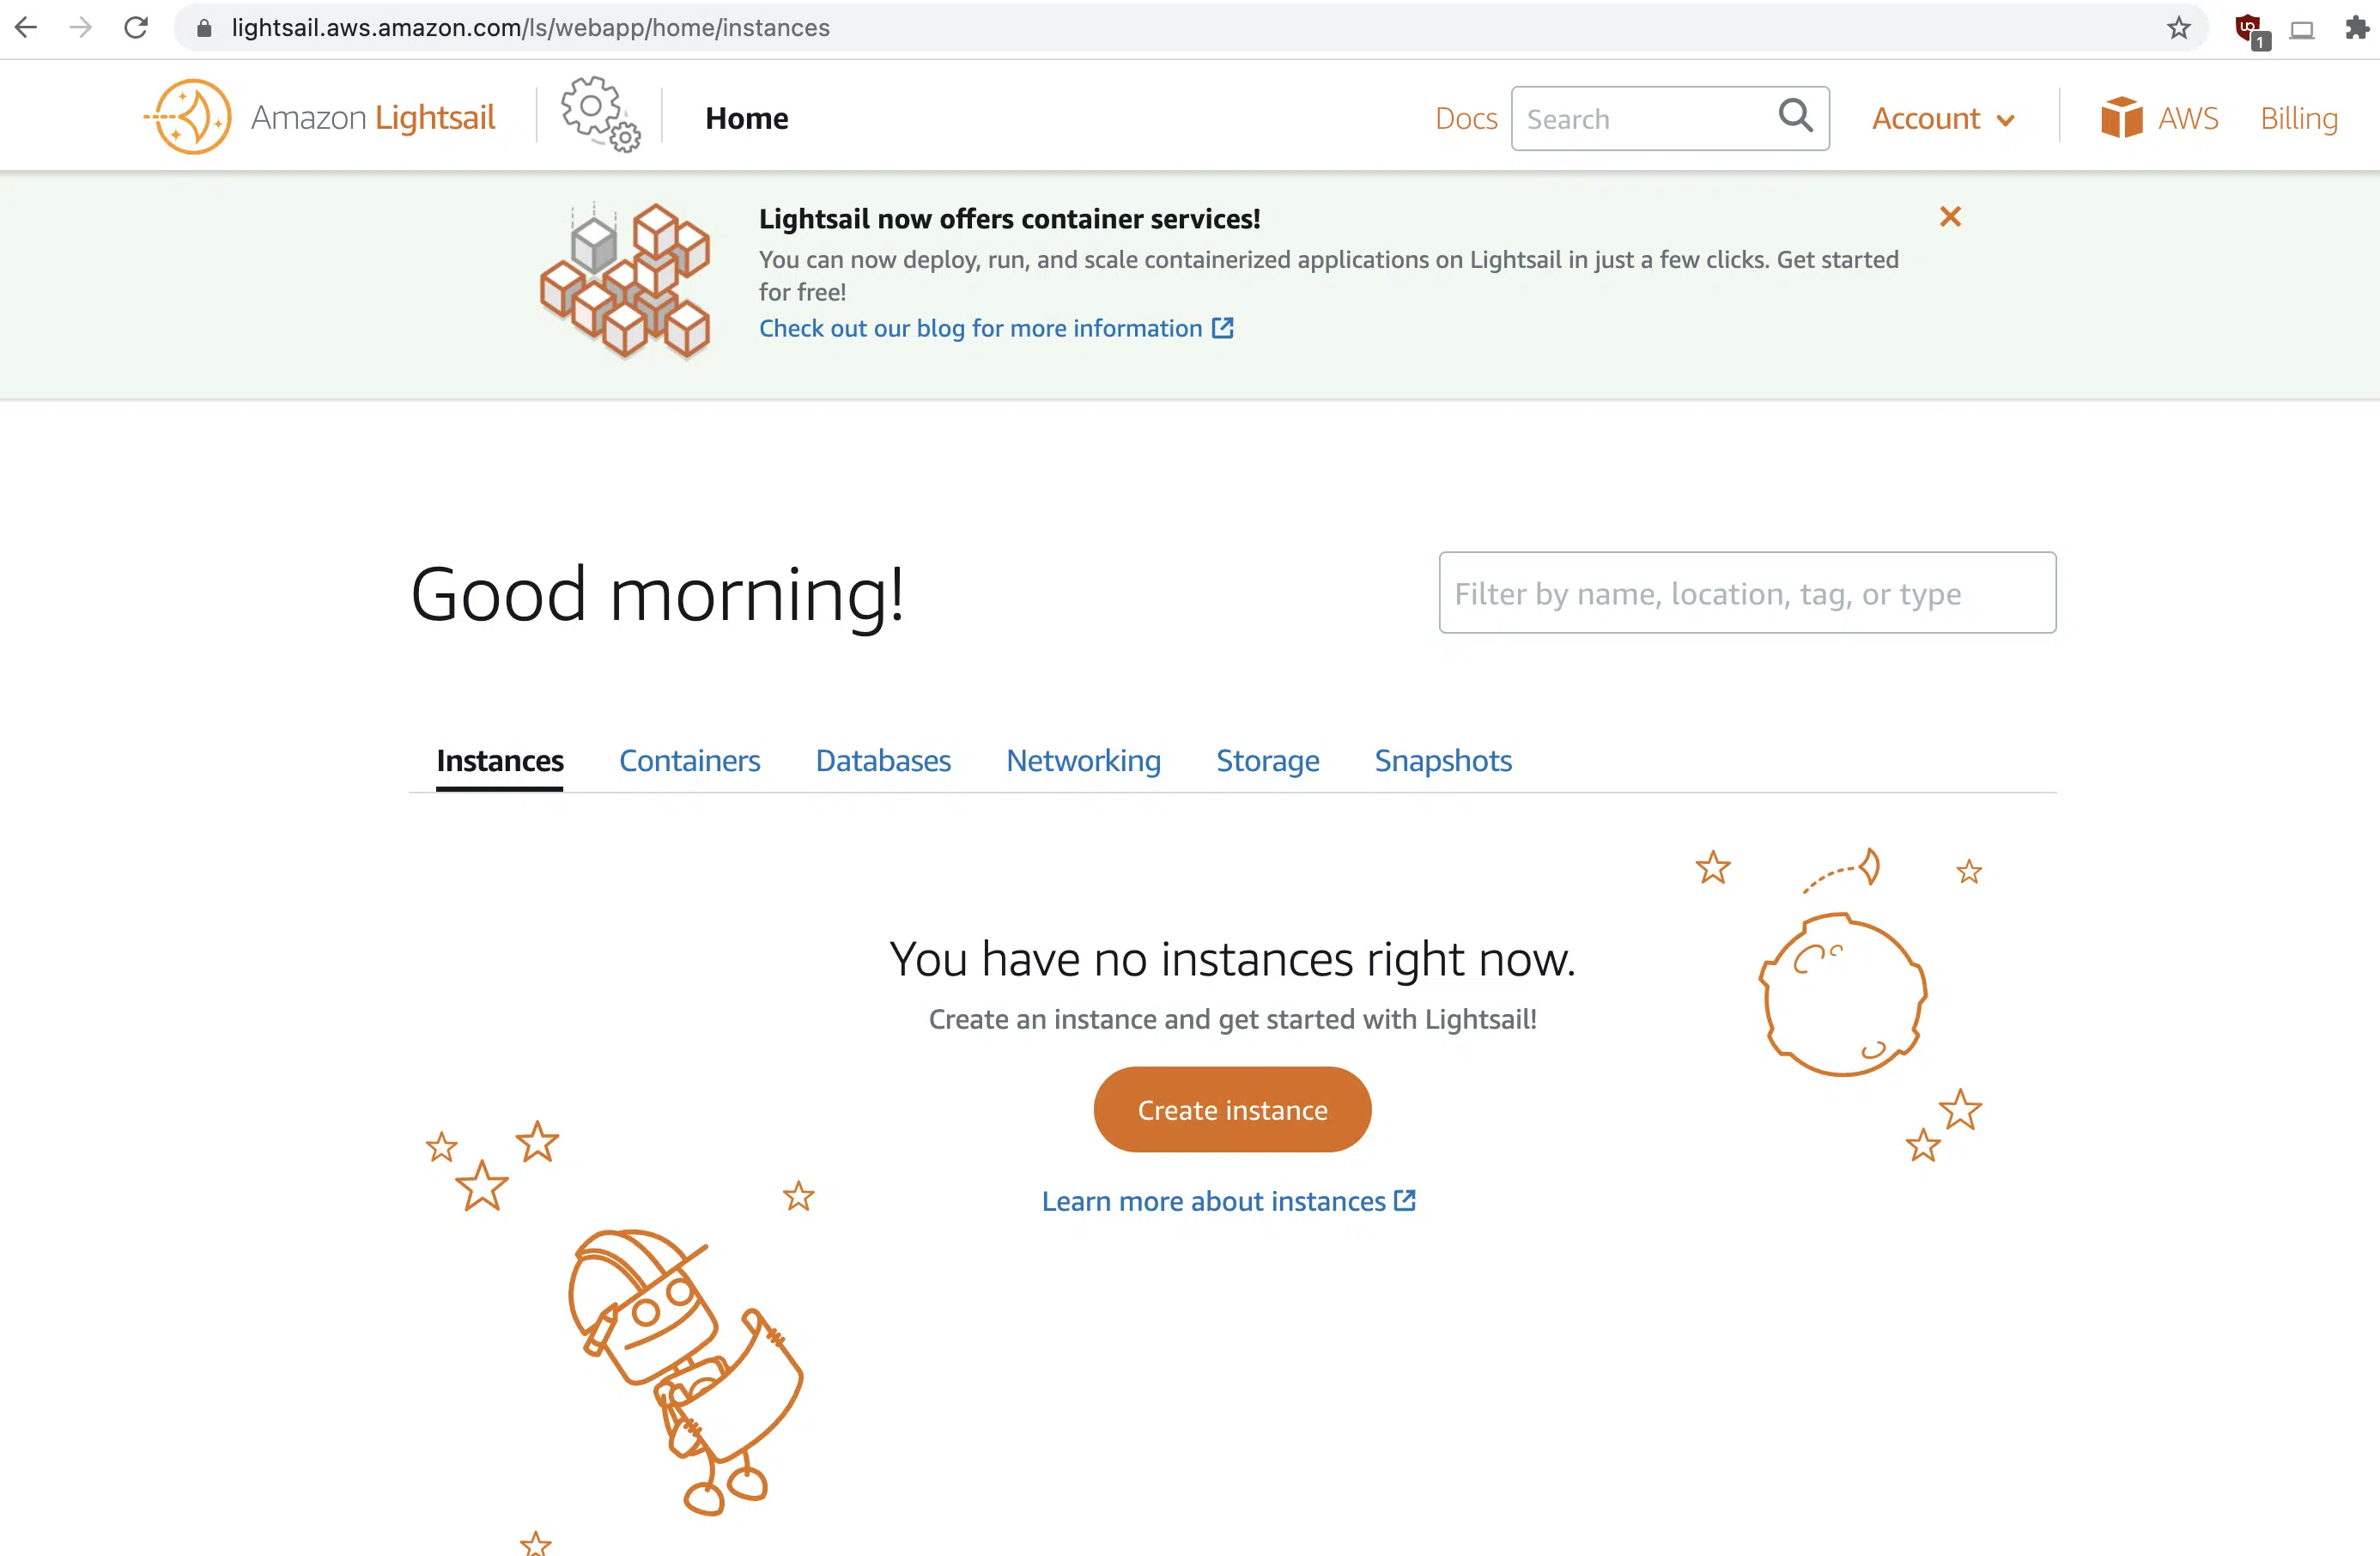 lightsail.aws.amazon.com/ls/webapp/home/instances
1
Amazon Lightsail
Home
Docs
Search
Account
AWS
Billing
Lightsail now offers container services!
You can now deploy, run, and scale containerized applications on Lightsail in just a few clicks. Get started
for free!
Check out our blog for more information
Good morning!
Filter by name, location, tag, or type
Instances
Containers
Databases
Networking
Storage
Snapshots
You have no instances right now.
Create an instance and get started with Lightsail!
Create instance
Learn more about instances